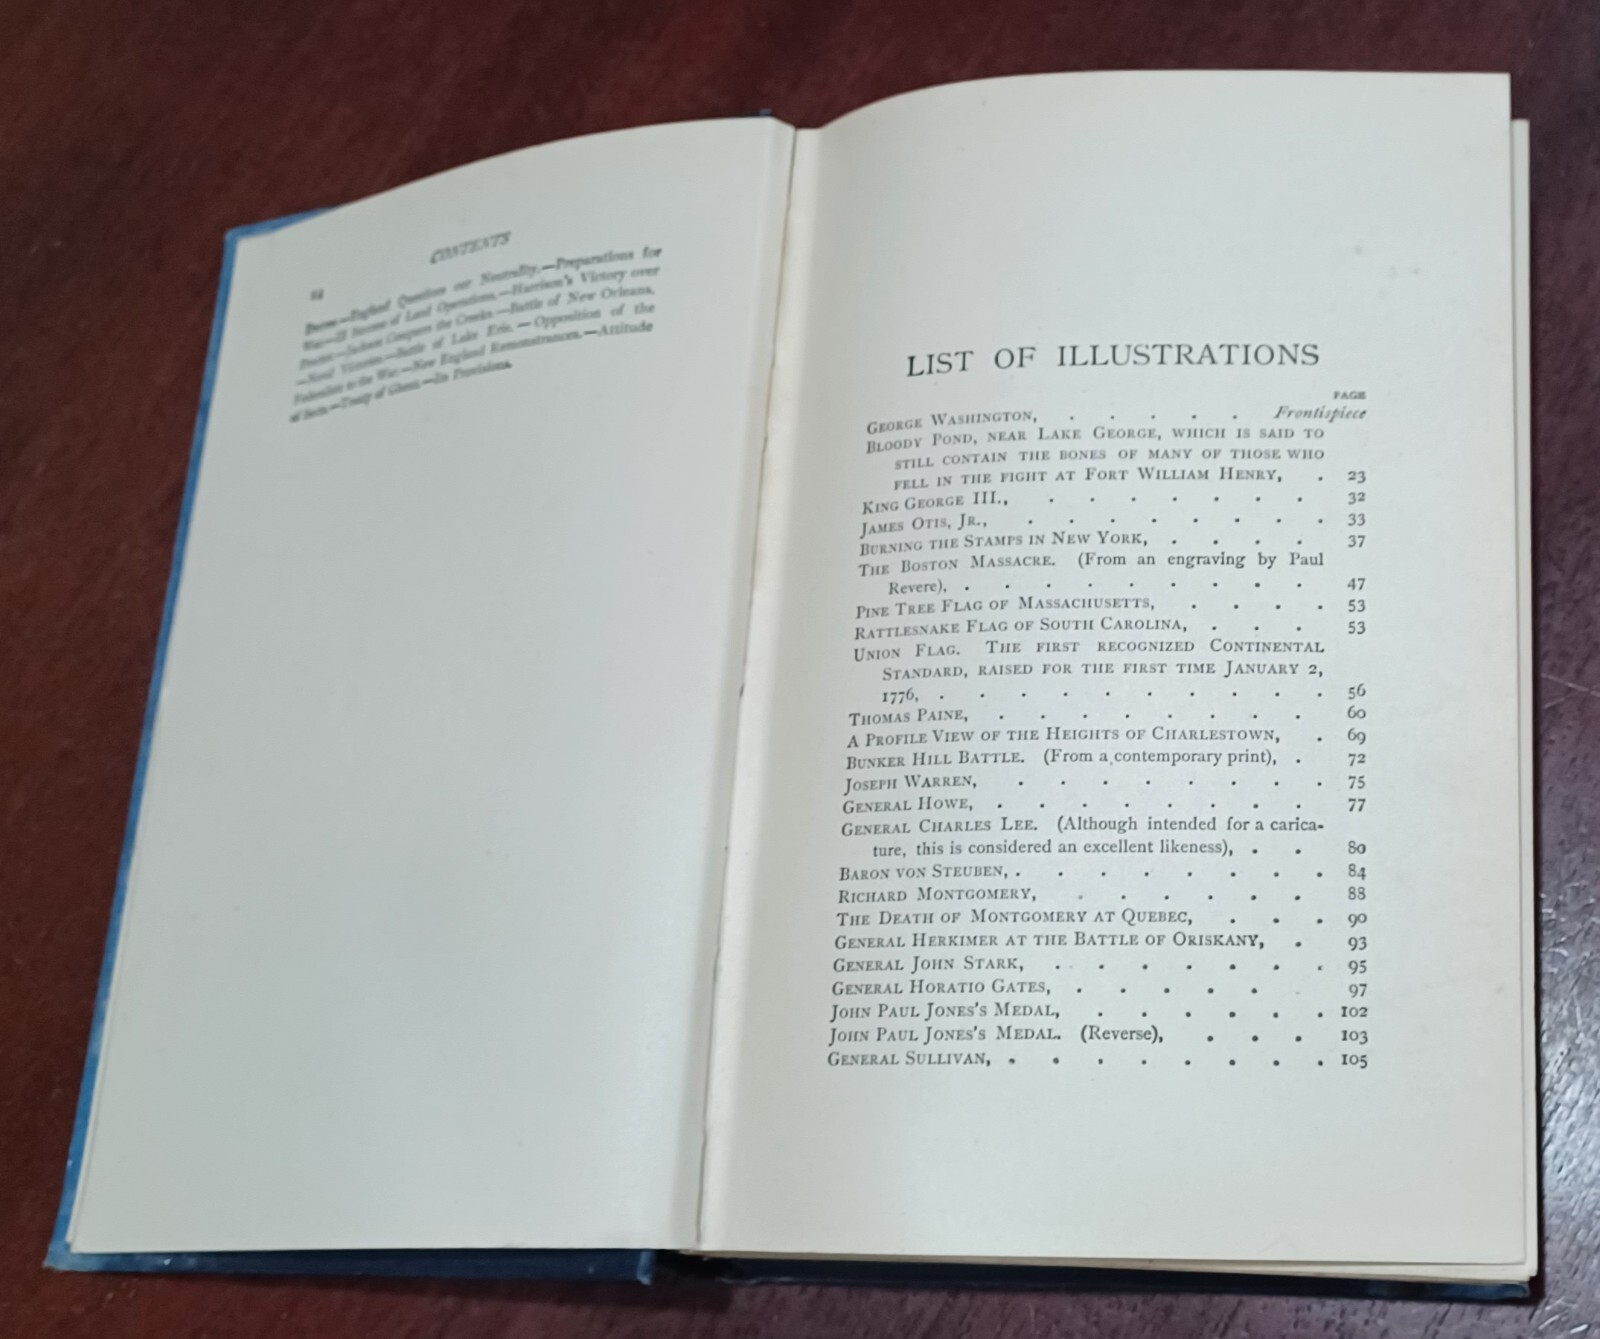 CONTENTS
Decree.—England Questions our Neutrality.—Preparations for
War.—Ill Success of Land Operations.—Harrison's Victory over
Proctor.—Jackson Conquers the Creeks.—Battle of New Orleans.
—Naval Victories.—Battle of Lake Erie.—Opposition of the
Federalists to the War.—New England Remonstrances.—Attitude
of Sects.—Treaty of Ghent.—Its Provisions.
LIST OF ILLUSTRATIONS
PAGE
GEORGE WASHINGTON, . . . . . Frontispiece
BLOODY POND, NEAR LAKE GEORGE, WHICH IS SAID TO
STILL CONTAIN THE BONES OF MANY OF THOSE WHO
FELL IN THE FIGHT AT FORT WILLIAM HENRY, . 23
KING GEORGE III., . . . . . . . 32
JAMES OTIS, JR., . . . . . . . . 33
BURNING THE STAMPS IN NEW YORK, . . . . 37
THE BOSTON MASSACRE. (From an engraving by Paul
Revere), . . . . . . . . . 47
PINE TREE FLAG OF MASSACHUSETTS, . . . . 53
RATTLESNAKE FLAG OF SOUTH CAROLINA, . . . 53
UNION FLAG. THE FIRST RECOGNIZED CONTINENTAL
STANDARD, RAISED FOR THE FIRST TIME JANUARY 2,
1776, . . . . . . . . . . 56
THOMAS PAINE, . . . . . . . . 60
A PROFILE VIEW OF THE HEIGHTS OF CHARLESTOWN, . 69
BUNKER HILL BATTLE. (From a contemporary print), . 72
JOSEPH WARREN, . . . . . . . . 75
GENERAL HOWE, . . . . . . . . 77
GENERAL CHARLES LEE. (Although intended for a carica-
ture, this is considered an excellent likeness), . . 80
BARON VON STEUBEN, . . . . . . . . 84
RICHARD MONTGOMERY, . . . . . . 88
THE DEATH OF MONTGOMERY AT QUEBEC, . . . 90
GENERAL HERKIMER AT THE BATTLE OF ORISKANY, . 93
GENERAL JOHN STARK, . . . . . . . 95
GENERAL HORATIO GATES, . . . . . 97
JOHN PAUL JONES'S MEDAL, . . . . . . 102
JOHN PAUL JONES'S MEDAL. (Reverse), . . . 103
GENERAL SULLIVAN, . . . . . . . . 105